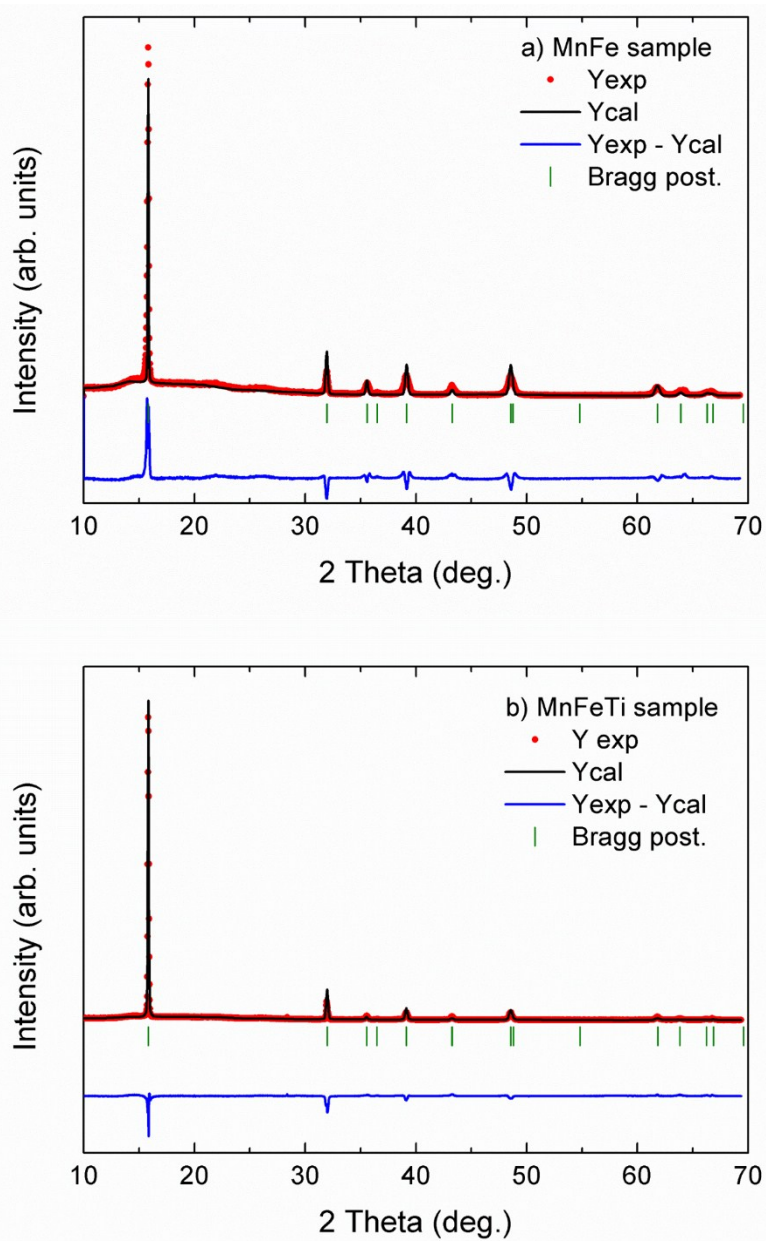 a) MnFe sample
Yexp
Ycal
Yexp - Ycal
Bragg post.
Intensity (arb. units)
10 20 30 40 50 60 70
2 Theta (deg.)
b) MnFeTi sample
Y exp
Ycal
Yexp - Ycal
Bragg post.
Intensity (arb. units)
10 20 30 40 50 60 70
2 Theta (deg.)